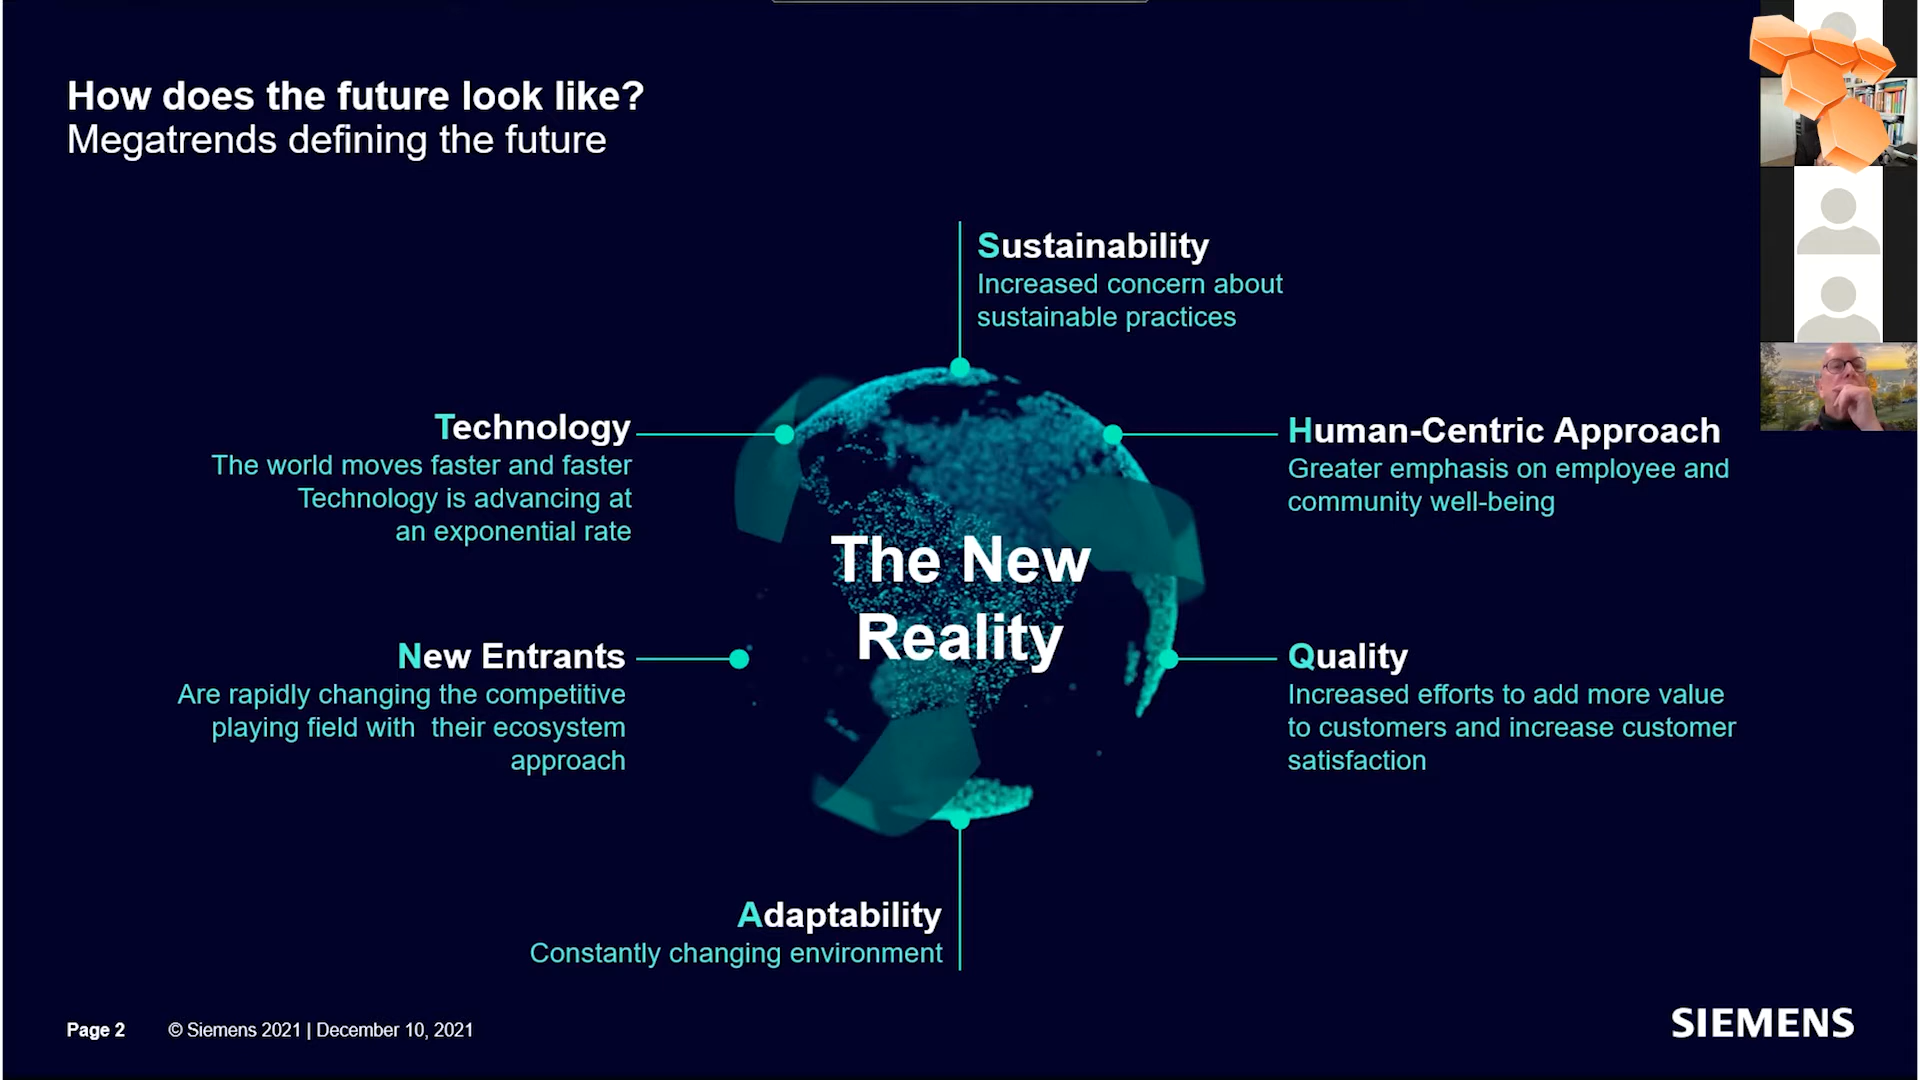 How does the future look like?
Megatrends defining the future
Sustainability
Increased concern about
sustainable practices
Technology
The world moves faster and faster
Technology is advancing at
an exponential rate
Human-Centric Approach
Greater emphasis on employee and
community well-being
The New
Reality
New Entrants
Are rapidly changing the competitive
playing field with  their ecosystem
approach
Quality
Increased efforts to add more value
to customers and increase customer
satisfaction
Adaptability
Constantly changing environment
Page 2
© Siemens 2021 | December 10, 2021
SIEMENS